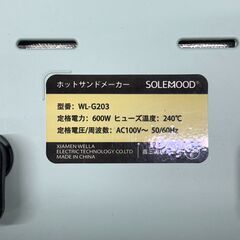 ホットサンドメーカー SOLEMOOD®
型番: WL-G203
定格電力: 600W ヒューズ温度: 240℃
定格電圧/周波数: AC100V～ 50/60Hz
XIAMEN WELLA
ELECTRIC TECHNOLOGY CO.LTD
MADE IN CHINA